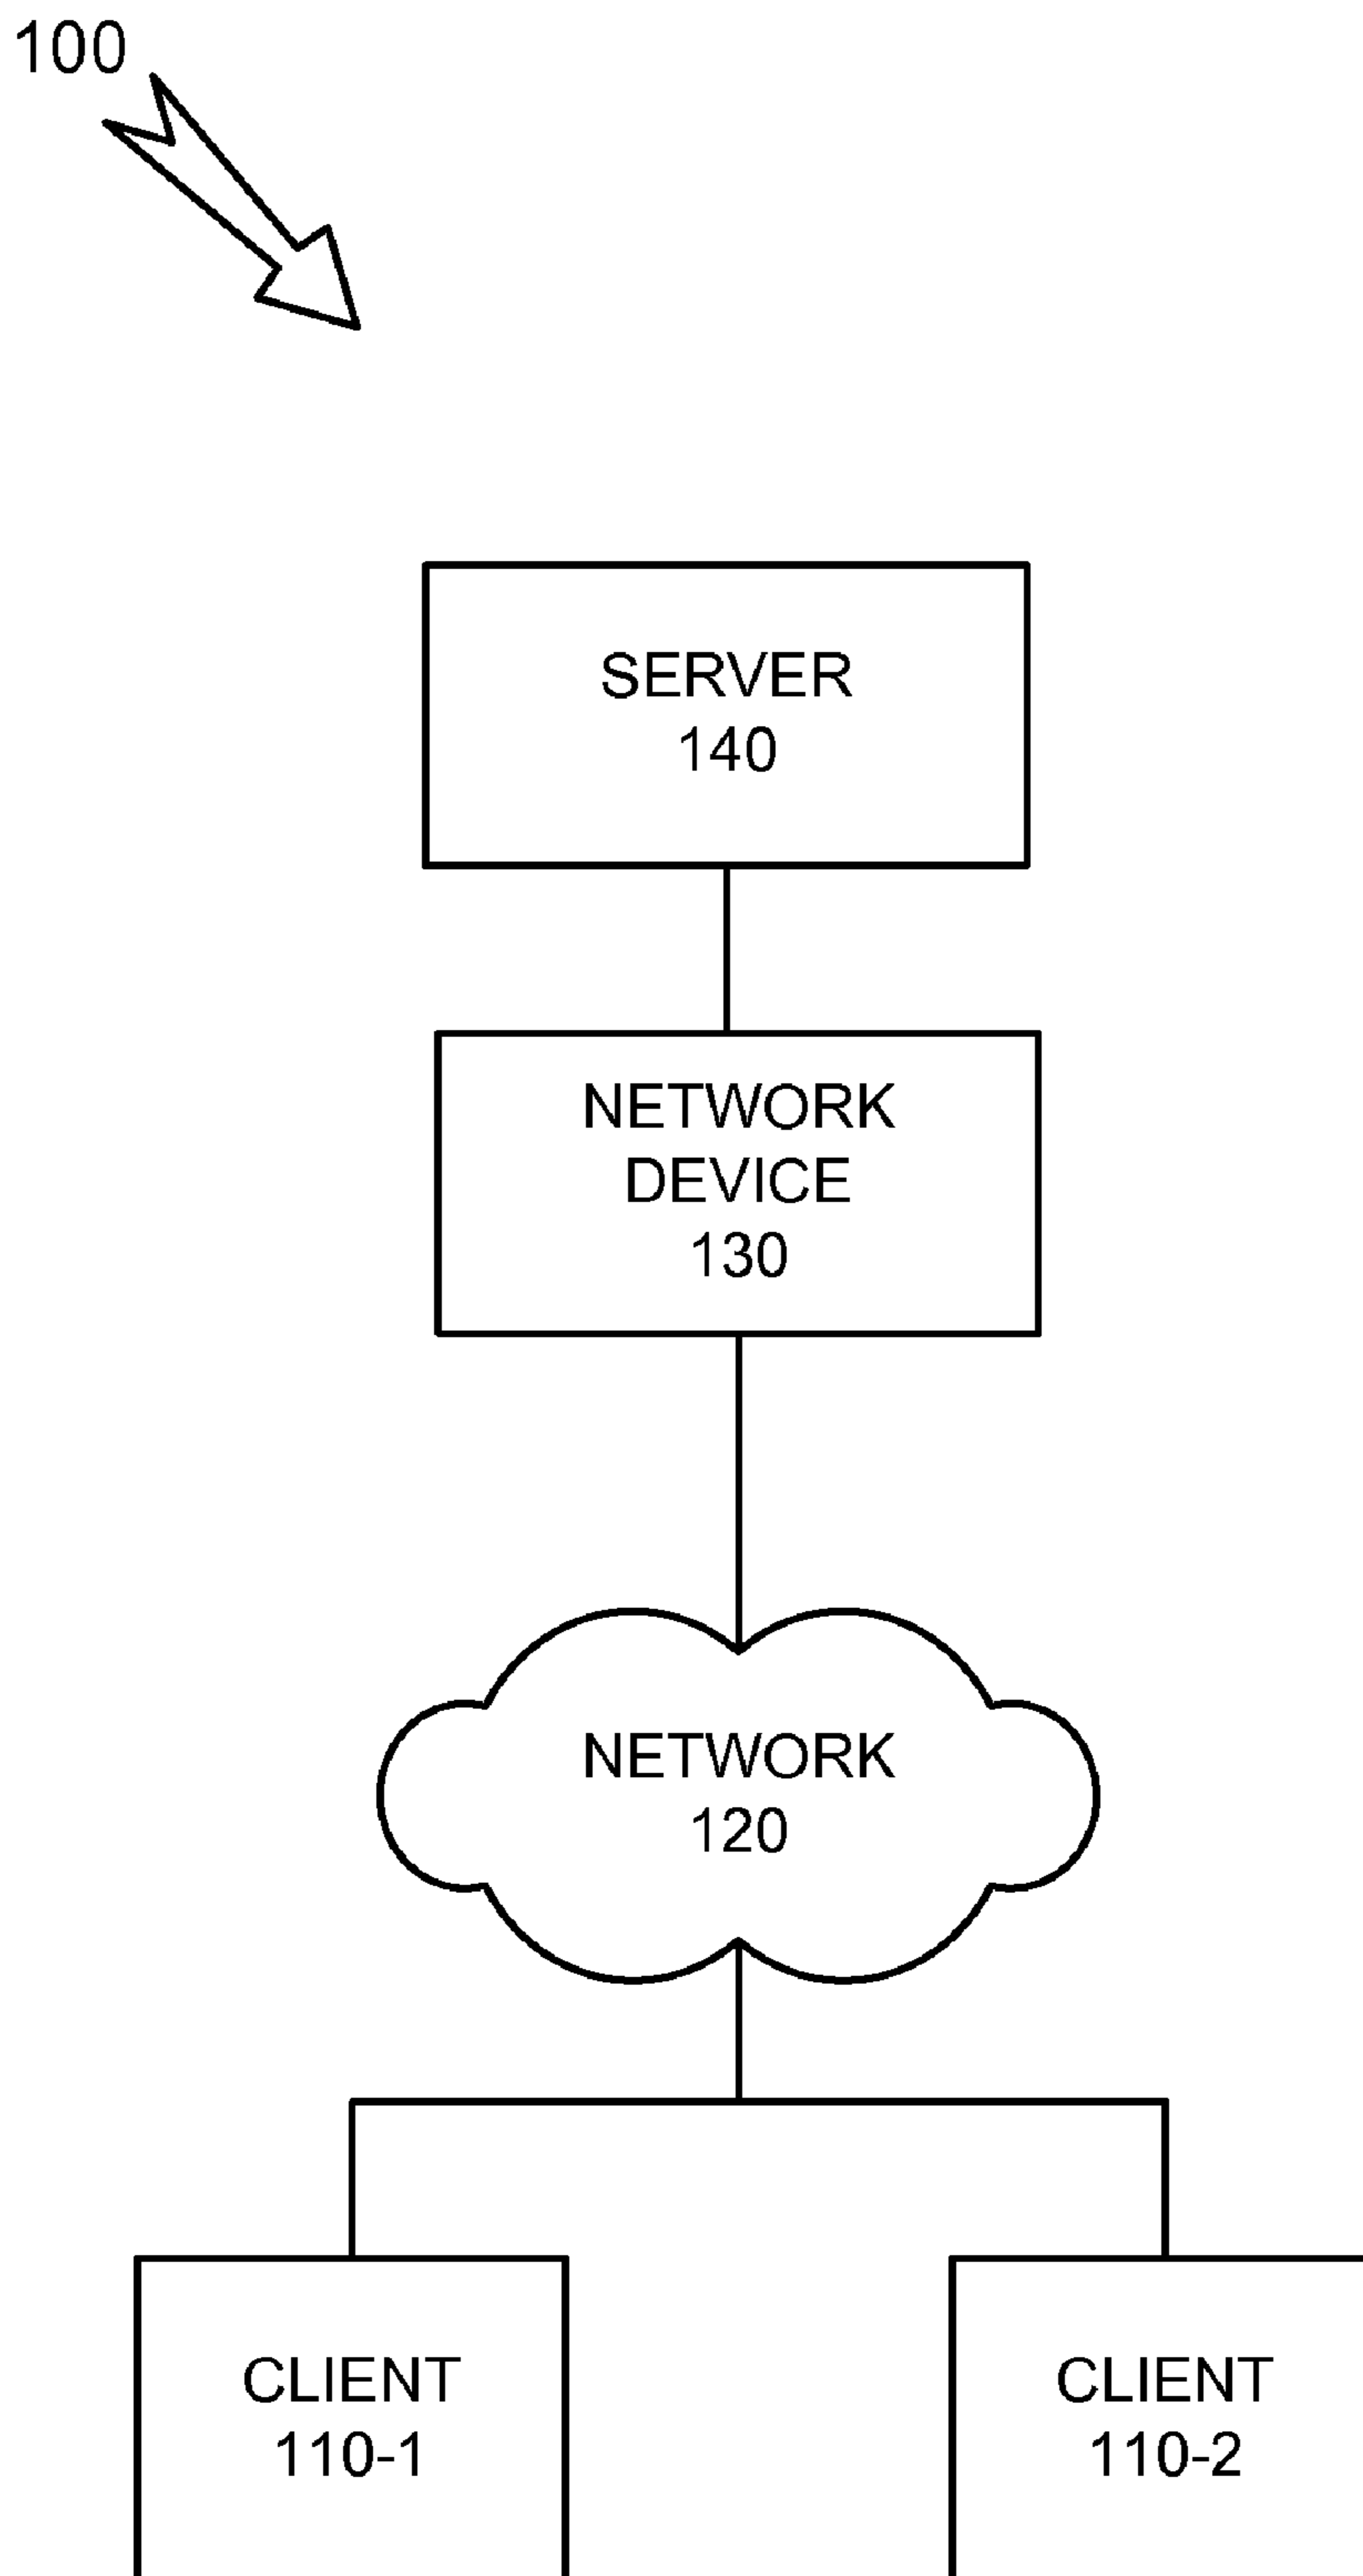 100
SERVER
140
NETWORK
DEVICE
130
NETWORK
120
CLIENT
110-1
CLIENT
110-2